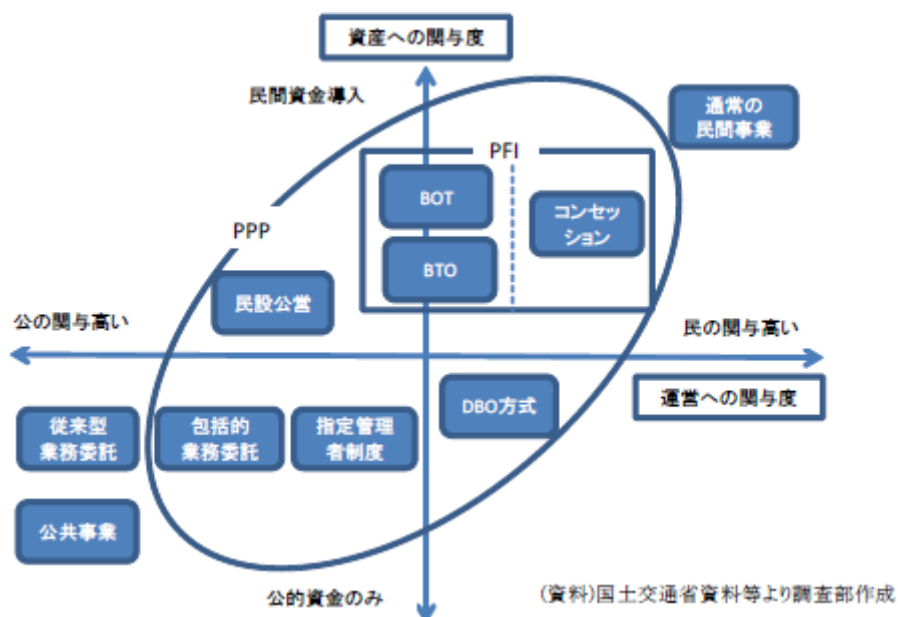 資産への関与度
民間資金導入
通常の
民間事業
PFI
BOT
コンセッ
ション
PPP
BTO
民設公営
公の関与高い
民の関与高い
DBO方式
運営への関与度
従来型
業務委託
包括的
業務委託
指定管理
者制度
公共事業
公的資金のみ
(資料)国土交通省資料等より調査部作成